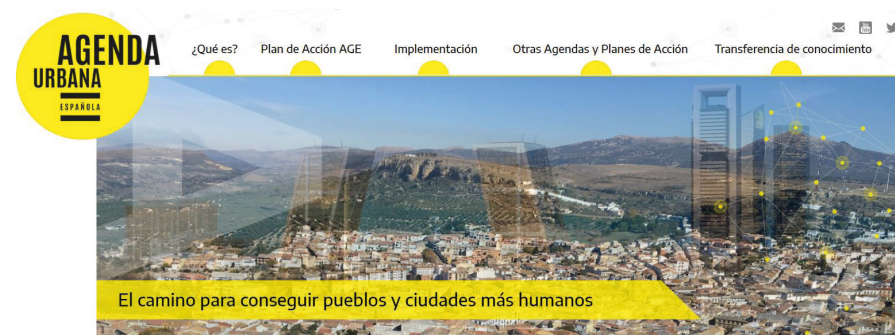 AGENDA
URBANA
ESPAÑOLA
¿Qué es?
Plan de Acción AGE
Implementación
Otras Agendas y Planes de Acción
Transferencia de conocimiento
El camino para conseguir pueblos y ciudades más humanos